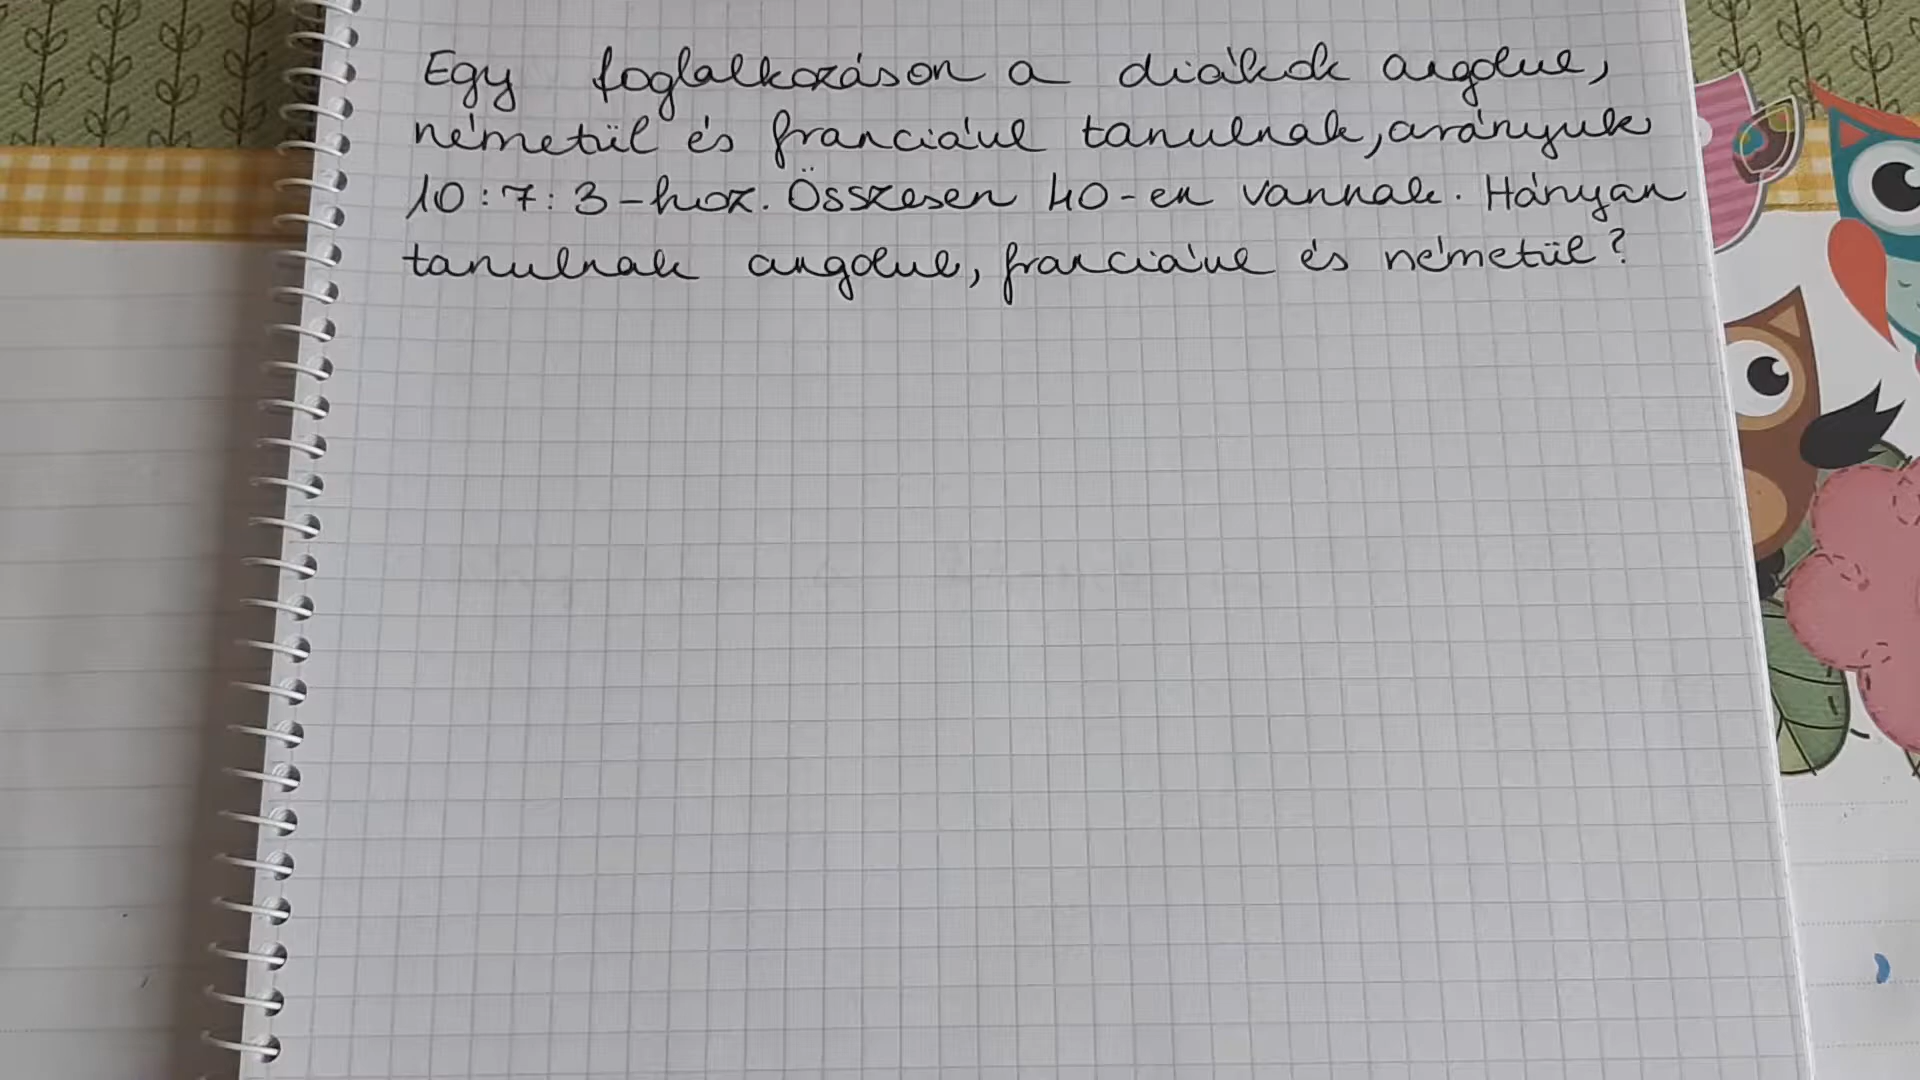 Egy foglalkozáson a diákok angolul,
németül és franciául tanulnak, arányuk
10:7:3-hoz. Összesen 40-en vannak. Hányan
tanulnak angolul, franciául és németül?